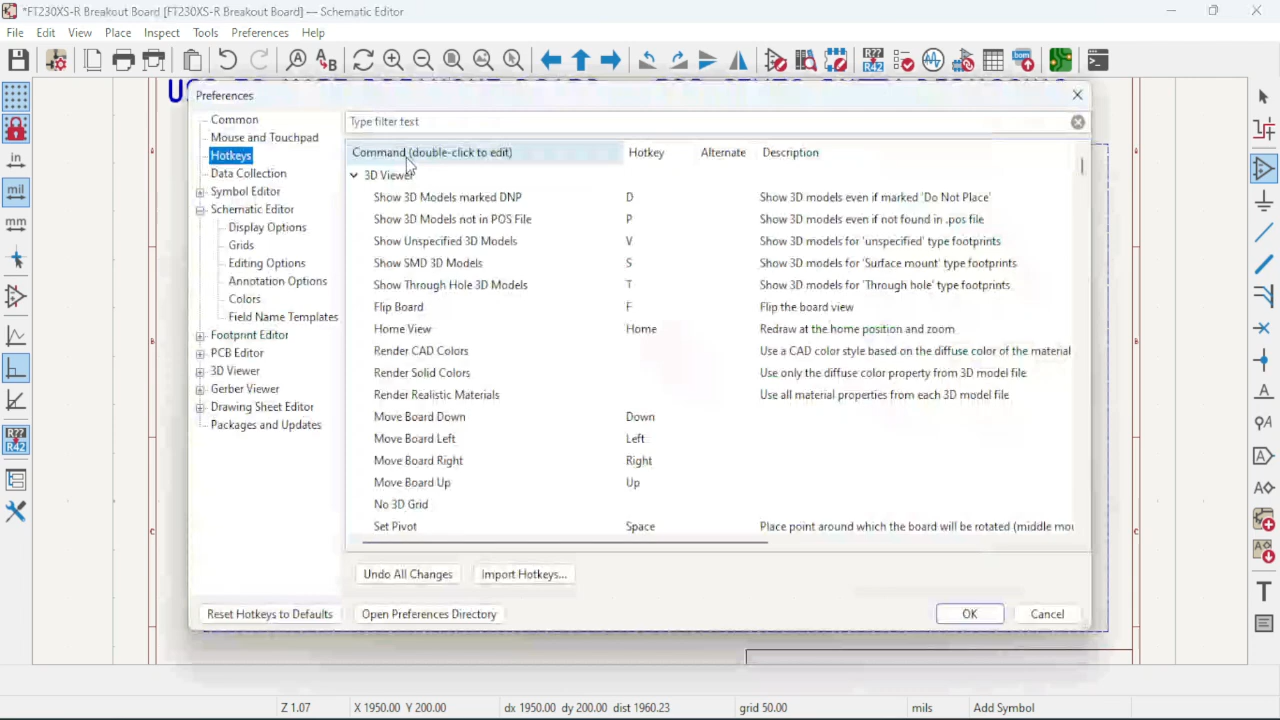 *FT230XS-R Breakout Board [FT230XS-R Breakout Board] — Schematic Editor
File Edit View Place Inspect Tools Preferences Help
Preferences
Common
Mouse and Touchpad
Hotkeys
Data Collection
Symbol Editor
Schematic Editor
Display Options
Grids
Editing Options
Annotation Options
Colors
Field Name Templates
Footprint Editor
PCB Editor
3D Viewer
Gerber Viewer
Drawing Sheet Editor
Packages and Updates
Type filter text
Command (double-click to edit) Hotkey Alternate Description
3D Viewer
Show 3D Models marked DNP D Show 3D models even if marked 'Do Not Place'
Show 3D Models not in POS File P Show 3D models even if not found in .pos file
Show Unspecified 3D Models V Show 3D models for 'unspecified' type footprints
Show SMD 3D Models S Show 3D models for 'Surface mount' type footprints
Show Through Hole 3D Models T Show 3D models for 'Through hole' type footprints
Flip Board F Flip the board view
Home View Home Redraw at the home position and zoom
Render CAD Colors Use a CAD color style based on the diffuse color of the material
Render Solid Colors Use only the diffuse color property from 3D model file
Render Realistic Materials Use all material properties from each 3D model file
Move Board Down Down
Move Board Left Left
Move Board Right Right
Move Board Up Up
No 3D Grid
Set Pivot Space Place point around which the board will be rotated (middle mou
Undo All Changes Import Hotkeys...
Reset Hotkeys to Defaults Open Preferences Directory OK Cancel
in
mil
mm
R??
R42
Z 1.07 X 1950.00 Y 200.00 dx 1950.00 dy 200.00 dist 1960.23 grid 50.00 mils Add Symbol